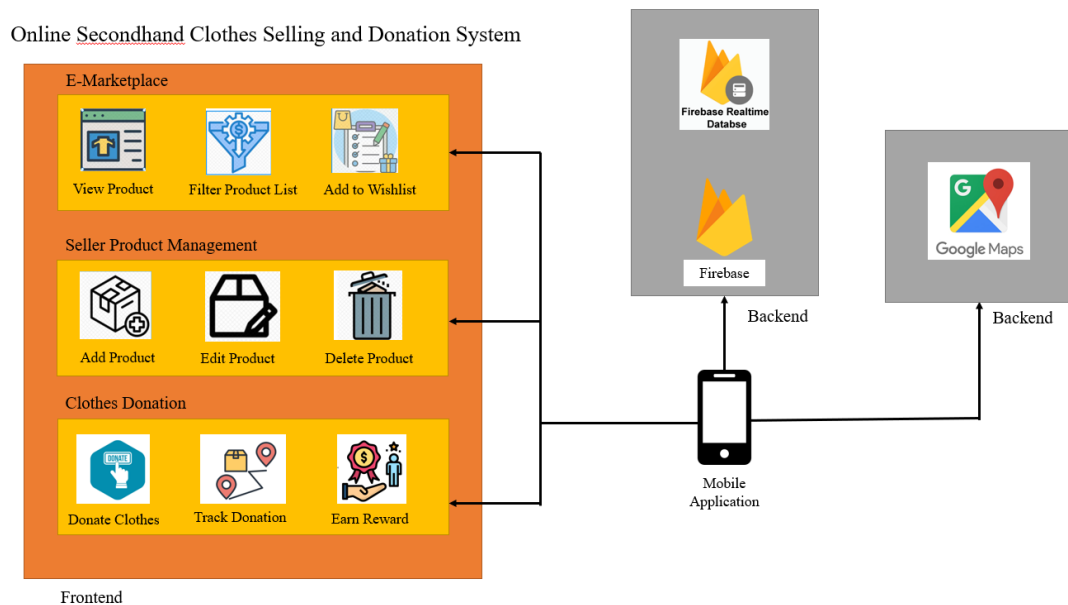 Online Secondhand Clothes Selling and Donation System
E-Marketplace
View Product
Filter Product List
Add to Wishlist
Seller Product Management
Add Product
Edit Product
Delete Product
Clothes Donation
DONATE
Donate Clothes
Track Donation
Earn Reward
Frontend
Firebase Realtime
Databse
Firebase
Backend
Mobile
Application
G
Google Maps
Backend